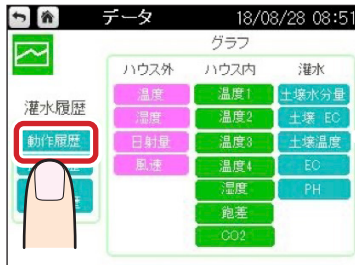 データ 18/08/28 08:51
グラフ
ハウス外 ハウス内 灌水
灌水履歴
動作履歴
温度 温度1 土壌水分量
湿度 温度2 土壌 EC
日射量 温度3 土壌温度
風速 温度4 EC
湿度 PH
飽差
CO2